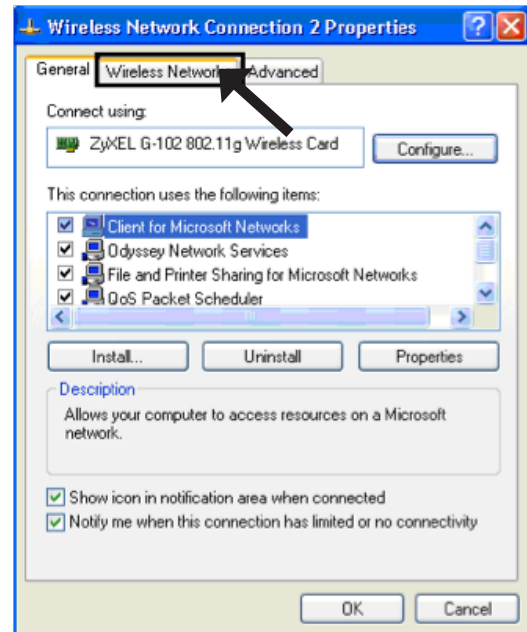 Wireless Network Connection 2 Properties
General Wireless Network Advanced
Connect using:
ZyXEL G-102 802.11g Wireless Card Configure...
This connection uses the following items:
Client for Microsoft Networks
Odyssey Network Services
File and Printer Sharing for Microsoft Networks
QoS Packet Scheduler
Install... Uninstall Properties
Description
Allows your computer to access resources on a Microsoft
network.
Show icon in notification area when connected
Notify me when this connection has limited or no connectivity
OK Cancel